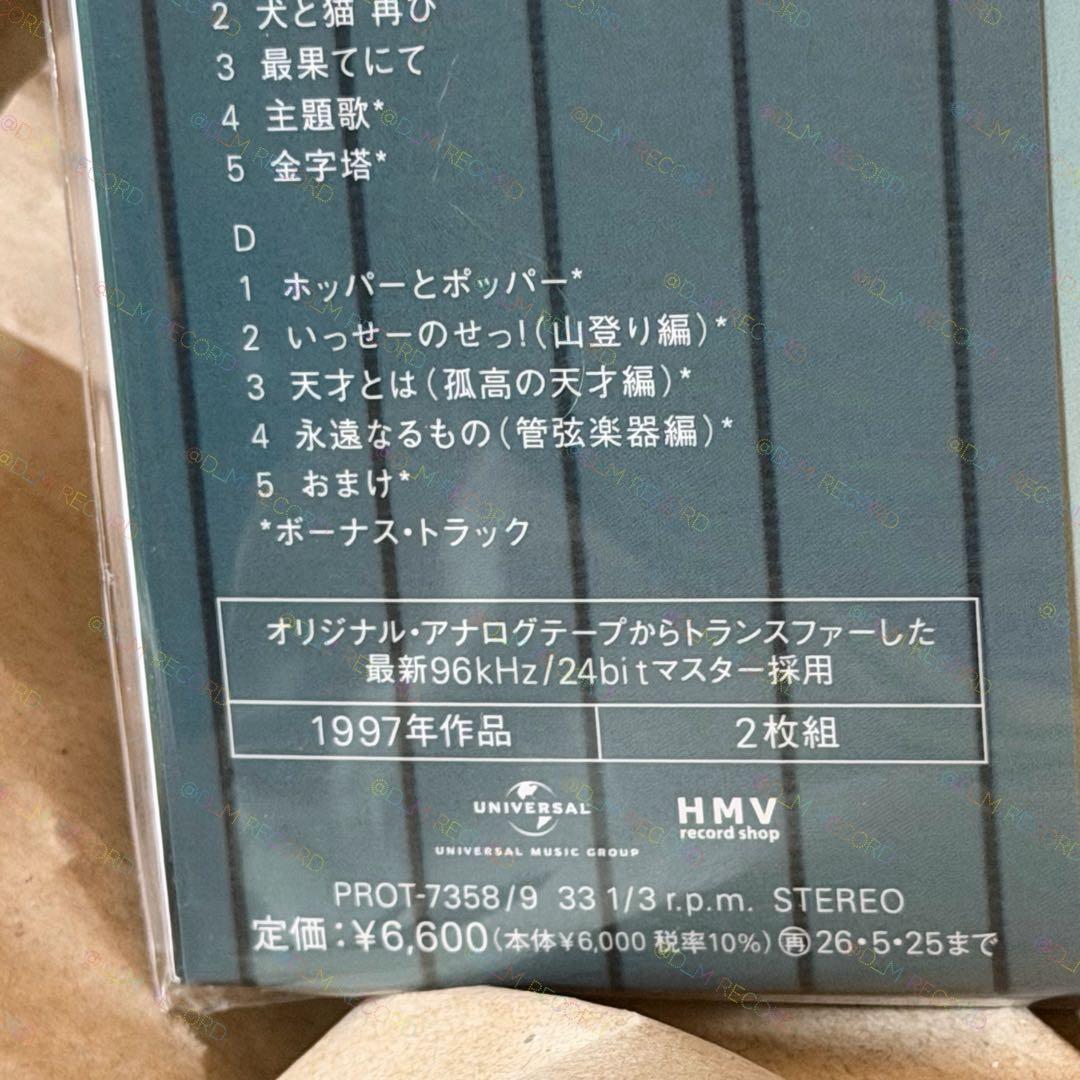 2 犬と猫 再び
3 最果てにて
4 主題歌*
5 金字塔*
D
1 ホッパーとポッパー*
2 いっせーのせっ!(山登り編)*
3 天才とは(孤高の天才編)*
4 永遠なるもの(管弦楽器編)*
5 おまけ*
*ボーナス・トラック
オリジナル・アナログテープからトランスファーした
最新96kHz/24bitマスター採用
1997年作品 2枚組
UNIVERSAL
UNIVERSAL MUSIC GROUP
HMV
record shop
PROT-7358/9 33 1/3 r.p.m. STEREO
定価:¥6,600(本体¥6,000 税率10%) ㊢26・5・25まで
@D_M RECORD